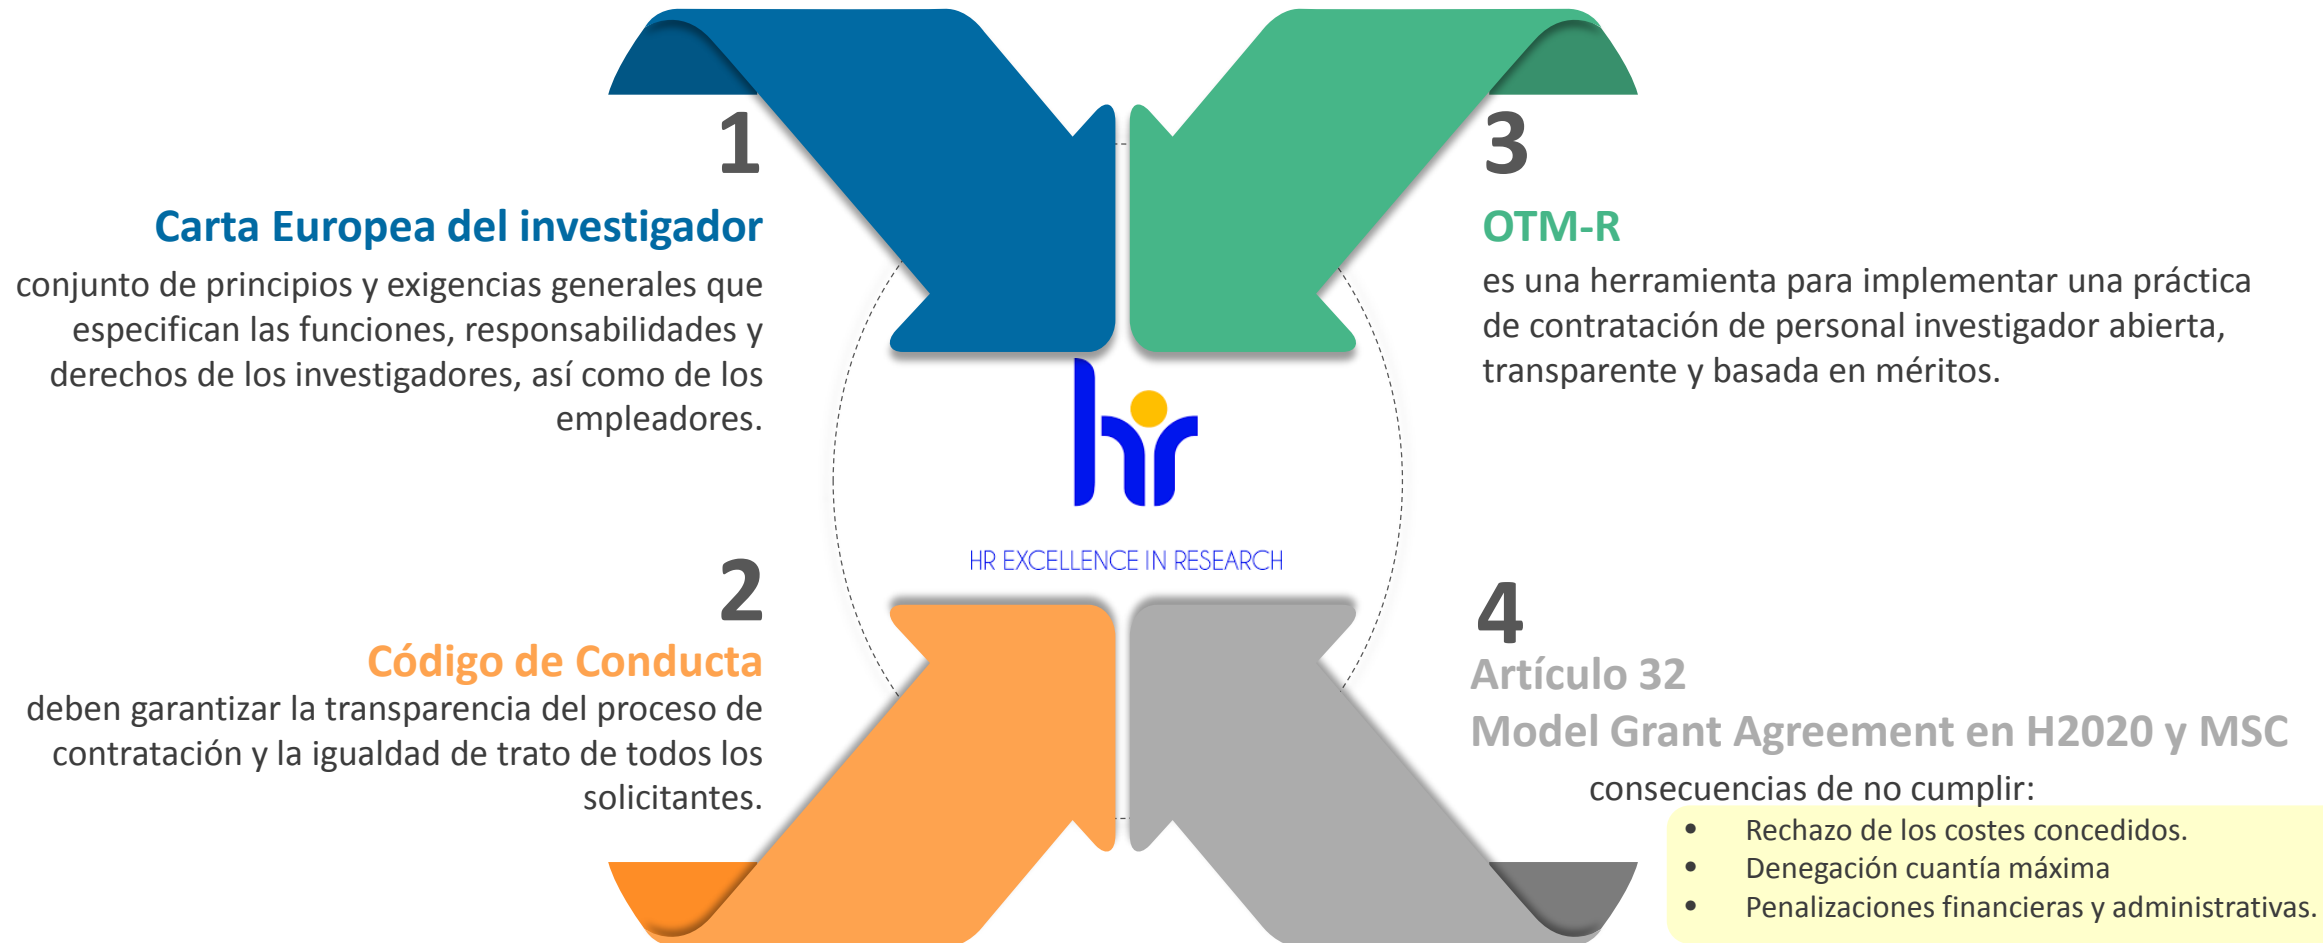 1
Carta Europea del investigador
conjunto de principios y exigencias generales que
especifican las funciones, responsabilidades y
derechos de los investigadores, así como de los
empleadores.
2
Código de Conducta
deben garantizar la transparencia del proceso de
contratación y la igualdad de trato de todos los
solicitantes.
hr
HR EXCELLENCE IN RESEARCH
3
OTM-R
es una herramienta para implementar una práctica
de contratación de personal investigador abierta,
transparente y basada en méritos.
4
Artículo 32
Model Grant Agreement en H2020 y MSC
consecuencias de no cumplir:
• Rechazo de los costes concedidos.
• Denegación cuantía máxima
• Penalizaciones financieras y administrativas.